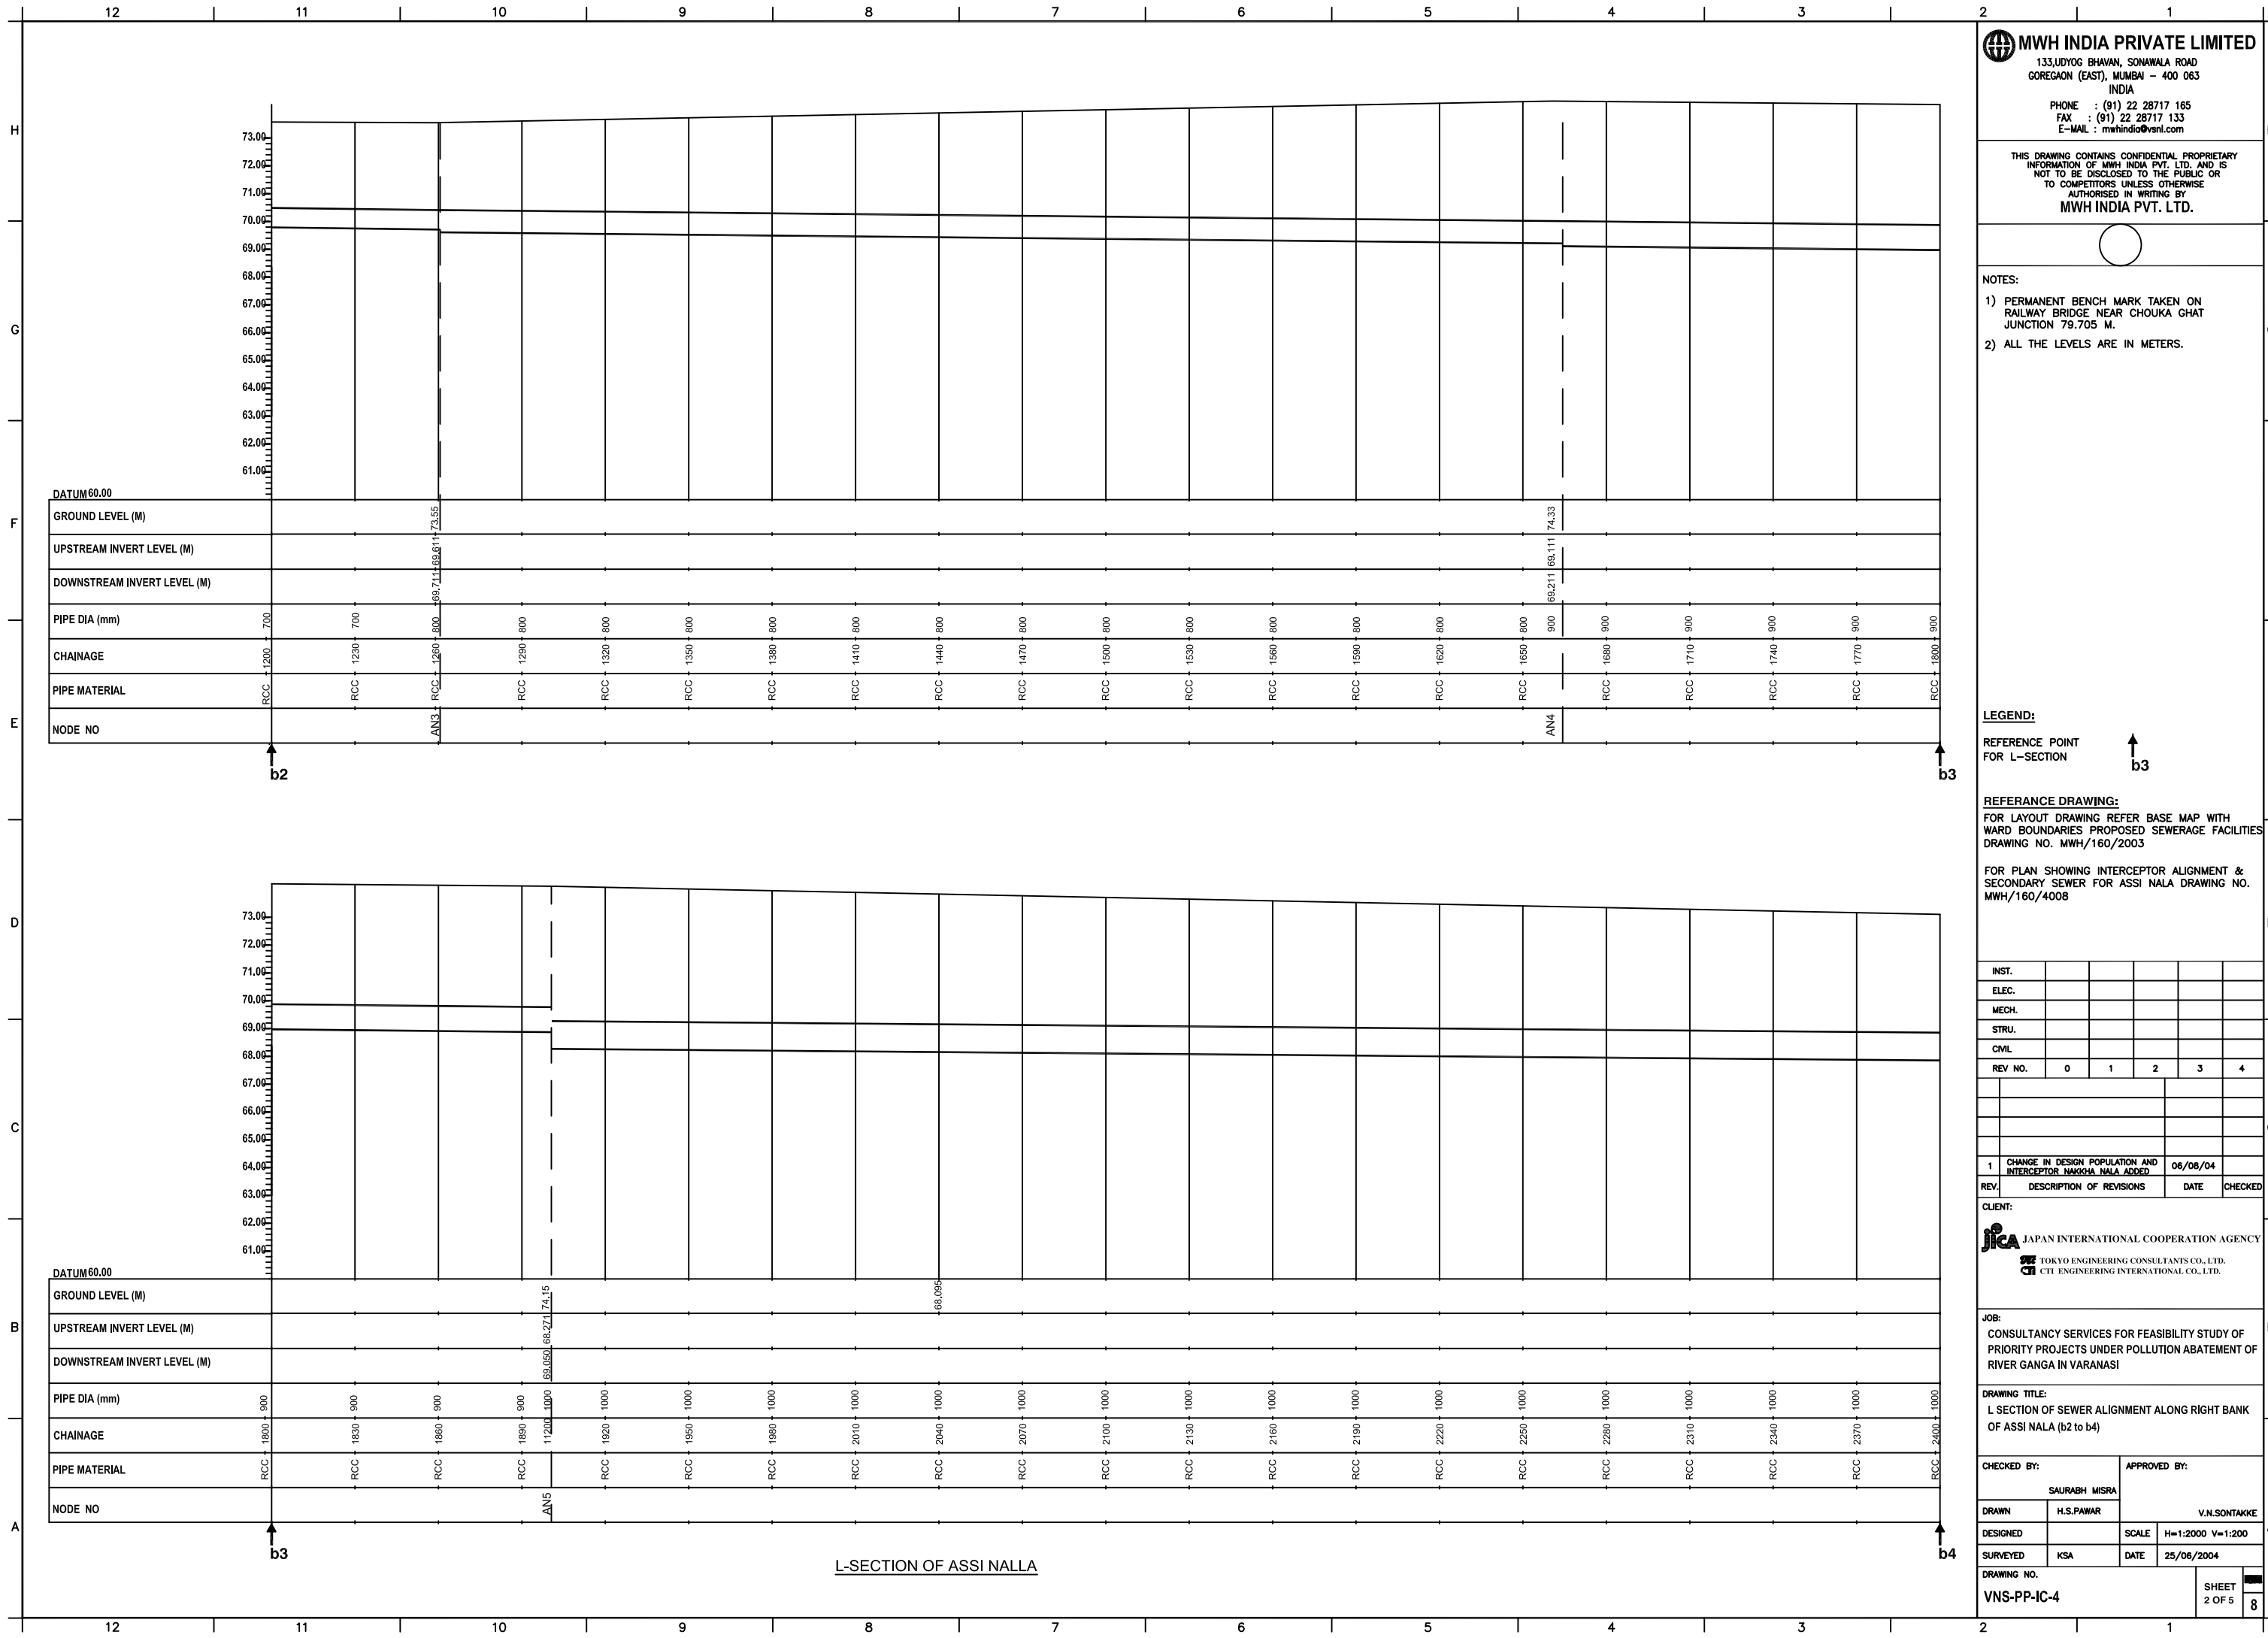 12 11 10 9 8 7 6 5 4 3 2 1
H
G
F
E
D
C
B
A
73.00
72.00
71.00
70.00
69.00
68.00
67.00
66.00
65.00
64.00
63.00
62.00
61.00
DATUM 60.00
GROUND LEVEL (M) 73.55 74.33
UPSTREAM INVERT LEVEL (M) 69.611 69.111
DOWNSTREAM INVERT LEVEL (M) 69.711 69.211
PIPE DIA (mm) 700 700 800 800 800 800 800 800 800 800 800 800 800 800 800 800 900 900 900 900 900 900
CHAINAGE 1200 1230 1260 1290 1320 1350 1380 1410 1440 1470 1500 1530 1560 1590 1620 1650 1680 1710 1740 1770 1800
PIPE MATERIAL RCC RCC RCC RCC RCC RCC RCC RCC RCC RCC RCC RCC RCC RCC RCC RCC RCC RCC RCC RCC RCC
NODE NO AN3 AN4
b2 b3
73.00
72.00
71.00
70.00
69.00
68.00
67.00
66.00
65.00
64.00
63.00
62.00
61.00
DATUM 60.00
GROUND LEVEL (M) 74.15 68.095
UPSTREAM INVERT LEVEL (M) 68.271
DOWNSTREAM INVERT LEVEL (M) 69.050
PIPE DIA (mm) 900 900 900 900 1000 1000 1000 1000 1000 1000 1000 1000 1000 1000 1000 1000 1000 1000 1000 1000 1000 1000
CHAINAGE 1800 1830 1860 1890 11200 1920 1950 1980 2010 2040 2070 2100 2130 2160 2190 2220 2250 2280 2310 2340 2370 2400
PIPE MATERIAL RCC RCC RCC RCC RCC RCC RCC RCC RCC RCC RCC RCC RCC RCC RCC RCC RCC RCC RCC RCC RCC
NODE NO AN5
b3 b4
L-SECTION OF ASSI NALLA
MWH INDIA PRIVATE LIMITED
133,UDYOG BHAVAN, SONAWALA ROAD
GOREGAON (EAST), MUMBAI - 400 063
INDIA
PHONE : (91) 22 28717 165
FAX : (91) 22 28717 133
E-MAIL : mwhindia@vsnl.com
THIS DRAWING CONTAINS CONFIDENTIAL PROPRIETARY
INFORMATION OF MWH INDIA PVT. LTD. AND IS
NOT TO BE DISCLOSED TO THE PUBLIC OR
TO COMPETITORS UNLESS OTHERWISE
AUTHORISED IN WRITING BY
MWH INDIA PVT. LTD.
NOTES:
1) PERMANENT BENCH MARK TAKEN ON
RAILWAY BRIDGE NEAR CHOUKA GHAT
JUNCTION 79.705 M.
2) ALL THE LEVELS ARE IN METERS.
LEGEND:
REFERENCE POINT
FOR L-SECTION
b3
REFERANCE DRAWING:
FOR LAYOUT DRAWING REFER BASE MAP WITH
WARD BOUNDARIES PROPOSED SEWERAGE FACILITIES
DRAWING NO. MWH/160/2003
FOR PLAN SHOWING INTERCEPTOR ALIGNMENT &
SECONDARY SEWER FOR ASSI NALA DRAWING NO.
MWH/160/4008
INST.
ELEC.
MECH.
STRU.
CIVIL
REV NO. 0 1 2 3 4
1 CHANGE IN DESIGN POPULATION AND
INTERCEPTOR NAKKHA NALA ADDED 06/08/04
REV. DESCRIPTION OF REVISIONS DATE CHECKED
CLIENT:
jICA JAPAN INTERNATIONAL COOPERATION AGENCY
TOKYO ENGINEERING CONSULTANTS CO., LTD.
CTI CTI ENGINEERING INTERNATIONAL CO., LTD.
JOB:
CONSULTANCY SERVICES FOR FEASIBILITY STUDY OF
PRIORITY PROJECTS UNDER POLLUTION ABATEMENT OF
RIVER GANGA IN VARANASI
DRAWING TITLE:
L SECTION OF SEWER ALIGNMENT ALONG RIGHT BANK
OF ASSI NALA (b2 to b4)
CHECKED BY: APPROVED BY:
SAURABH MISRA
DRAWN H.S.PAWAR V.N.SONTAKKE
DESIGNED SCALE H=1:2000 V=1:200
SURVEYED KSA DATE 25/06/2004
DRAWING NO.
VNS-PP-IC-4
SHEET
2 OF 5
8
12 11 10 9 8 7 6 5 4 3 2 1